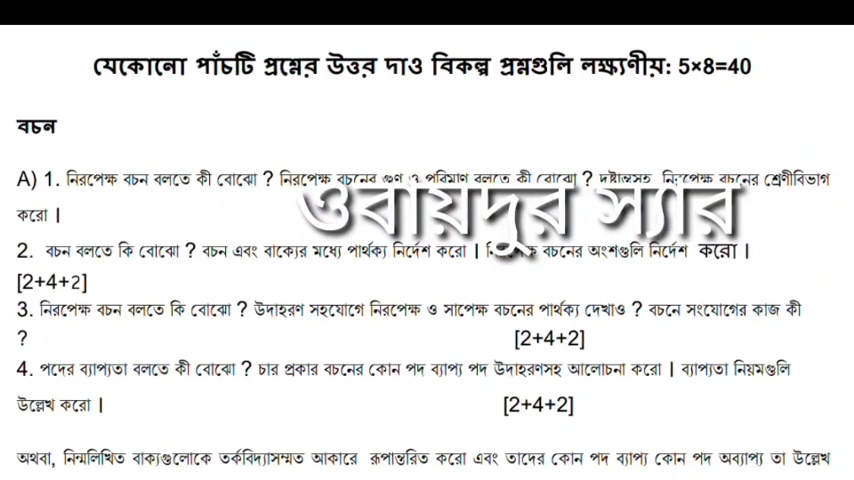 যেকোনো পাঁচটি প্রশ্নের উত্তর দাও বিকল্প প্রশ্নগুলি লক্ষ্যণীয়: 5×8=40
বচন
A) 1. নিরপেক্ষ বচন বলতে কী বোঝো ? নিরপেক্ষ বচনের গুণ ও পরিমাণ বলতে কী বোঝো ? দৃষ্টান্তসহ নিরপেক্ষ বচনের শ্রেণীবিভাগ
করো |
ওবায়দুর স্যার
2. বচন বলতে কি বোঝো ? বচন এবং বাক্যের মধ্যে পার্থক্য নির্দেশ করো | নিরপেক্ষ বচনের অংশগুলি নির্দেশ করো |
[2+4+2]
3. নিরপেক্ষ বচন বলতে কি বোঝো ? উদাহরণ সহযোগে নিরপেক্ষ ও সাপেক্ষ বচনের পার্থক্য দেখাও ? বচনে সংযোগের কাজ কী
? [2+4+2]
4. পদের ব্যাপ্যতা বলতে কী বোঝো ? চার প্রকার বচনের কোন পদ ব্যাপ্য পদ উদাহরণসহ আলোচনা করো | ব্যাপ্যতা নিয়মগুলি
উল্লেখ করো | [2+4+2]
অথবা, নিন্মলিখিত বাক্যগুলোকে তর্কবিদ্যাসম্মত আকারে রূপান্তরিত করো এবং তাদের কোন পদ ব্যাপ্য কোন পদ অব্যাপ্য তা উল্লেখ